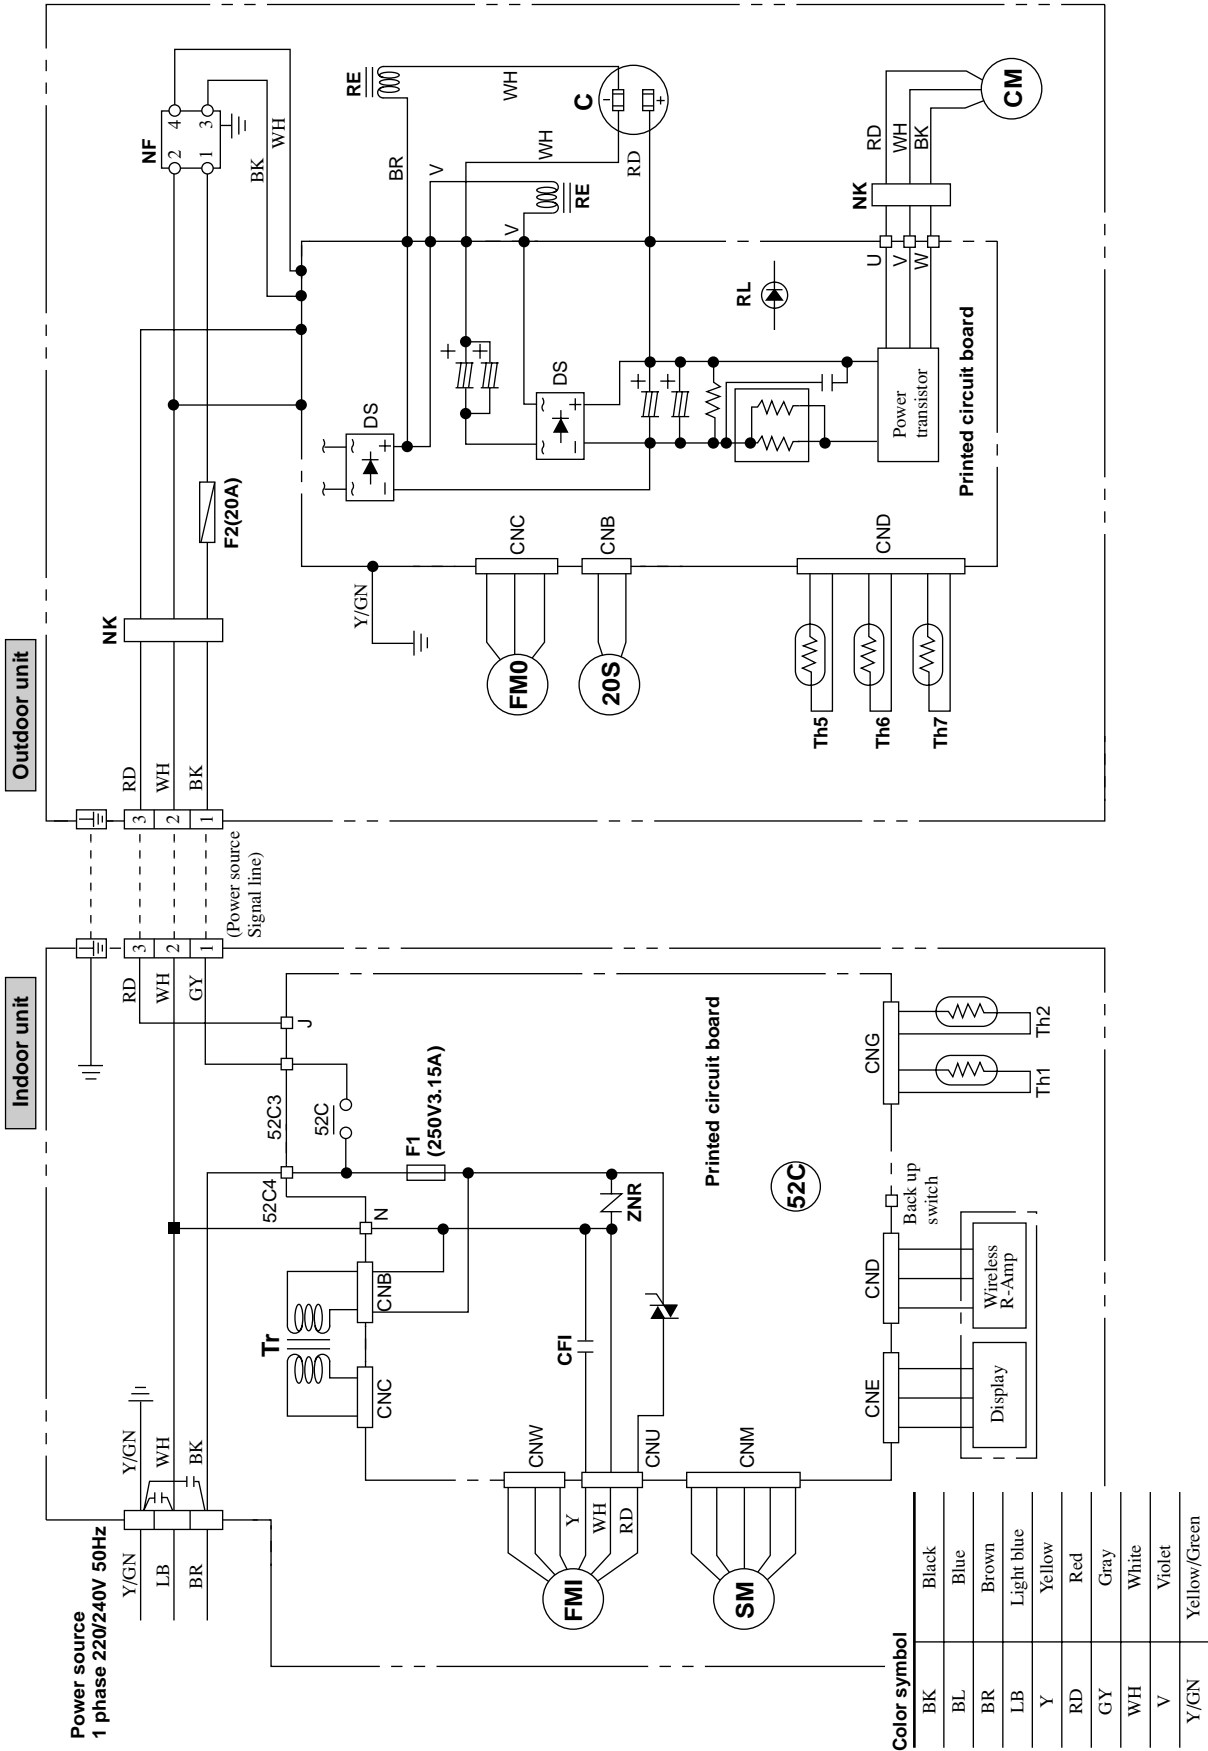 Indoor unit
Outdoor unit
Power source
1 phase 220/240V 50Hz
Y/GN
LB
BR
Y/GN
WH
BK
Tr
CNC
CNB
N
52C4
52C3
52C
J
F1
(250V3.15A)
ZNR
CFI
RD
WH
GY
3
2
1
(Power source
Signal line)
3
2
1
RD
WH
BK
NK
F2(20A)
NF
2
4
1
3
BK
WH
CNW
CNU
CNM
Y
WH
RD
FMI
SM
Printed circuit board
52C
Back up
switch
CNE
CND
CNG
Display
Wireless
R-Amp
Th1
Th2
Y/GN
FM0
CNC
20S
CNB
CND
Th5
Th6
Th7
DS
~
~
−
+
DS
~
~
−
+
+
+
+
+
BR
V
V
WH
WH
RD
RE
RE
C
−
+
RL
Power
transistor
Printed circuit board
U
V
W
NK
RD
WH
BK
CM
Color symbol
BK Black
BL Blue
BR Brown
LB Light blue
Y Yellow
RD Red
GY Gray
WH White
V Violet
Y/GN Yellow/Green